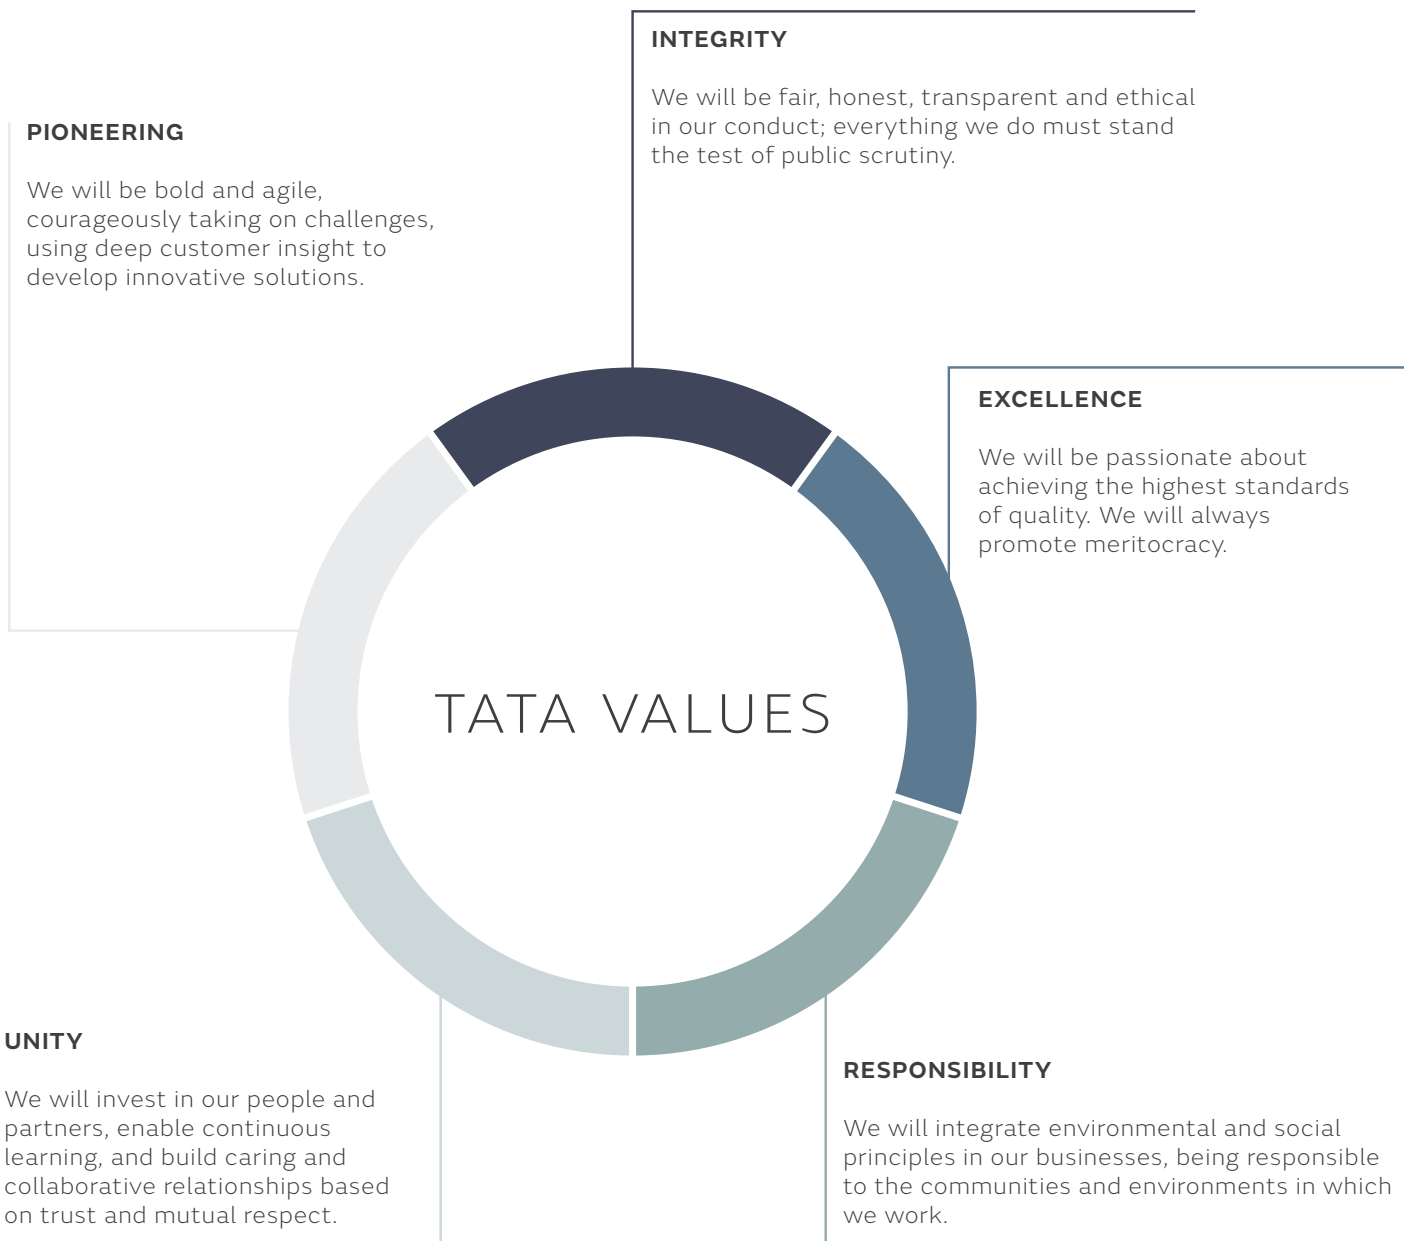 INTEGRITY
We will be fair, honest, transparent and ethical
in our conduct; everything we do must stand
the test of public scrutiny.
PIONEERING
We will be bold and agile,
courageously taking on challenges,
using deep customer insight to
develop innovative solutions.
EXCELLENCE
We will be passionate about
achieving the highest standards
of quality. We will always
promote meritocracy.
TATA VALUES
UNITY
We will invest in our people and
partners, enable continuous
learning, and build caring and
collaborative relationships based
on trust and mutual respect.
RESPONSIBILITY
We will integrate environmental and social
principles in our businesses, being responsible
to the communities and environments in which
we work.